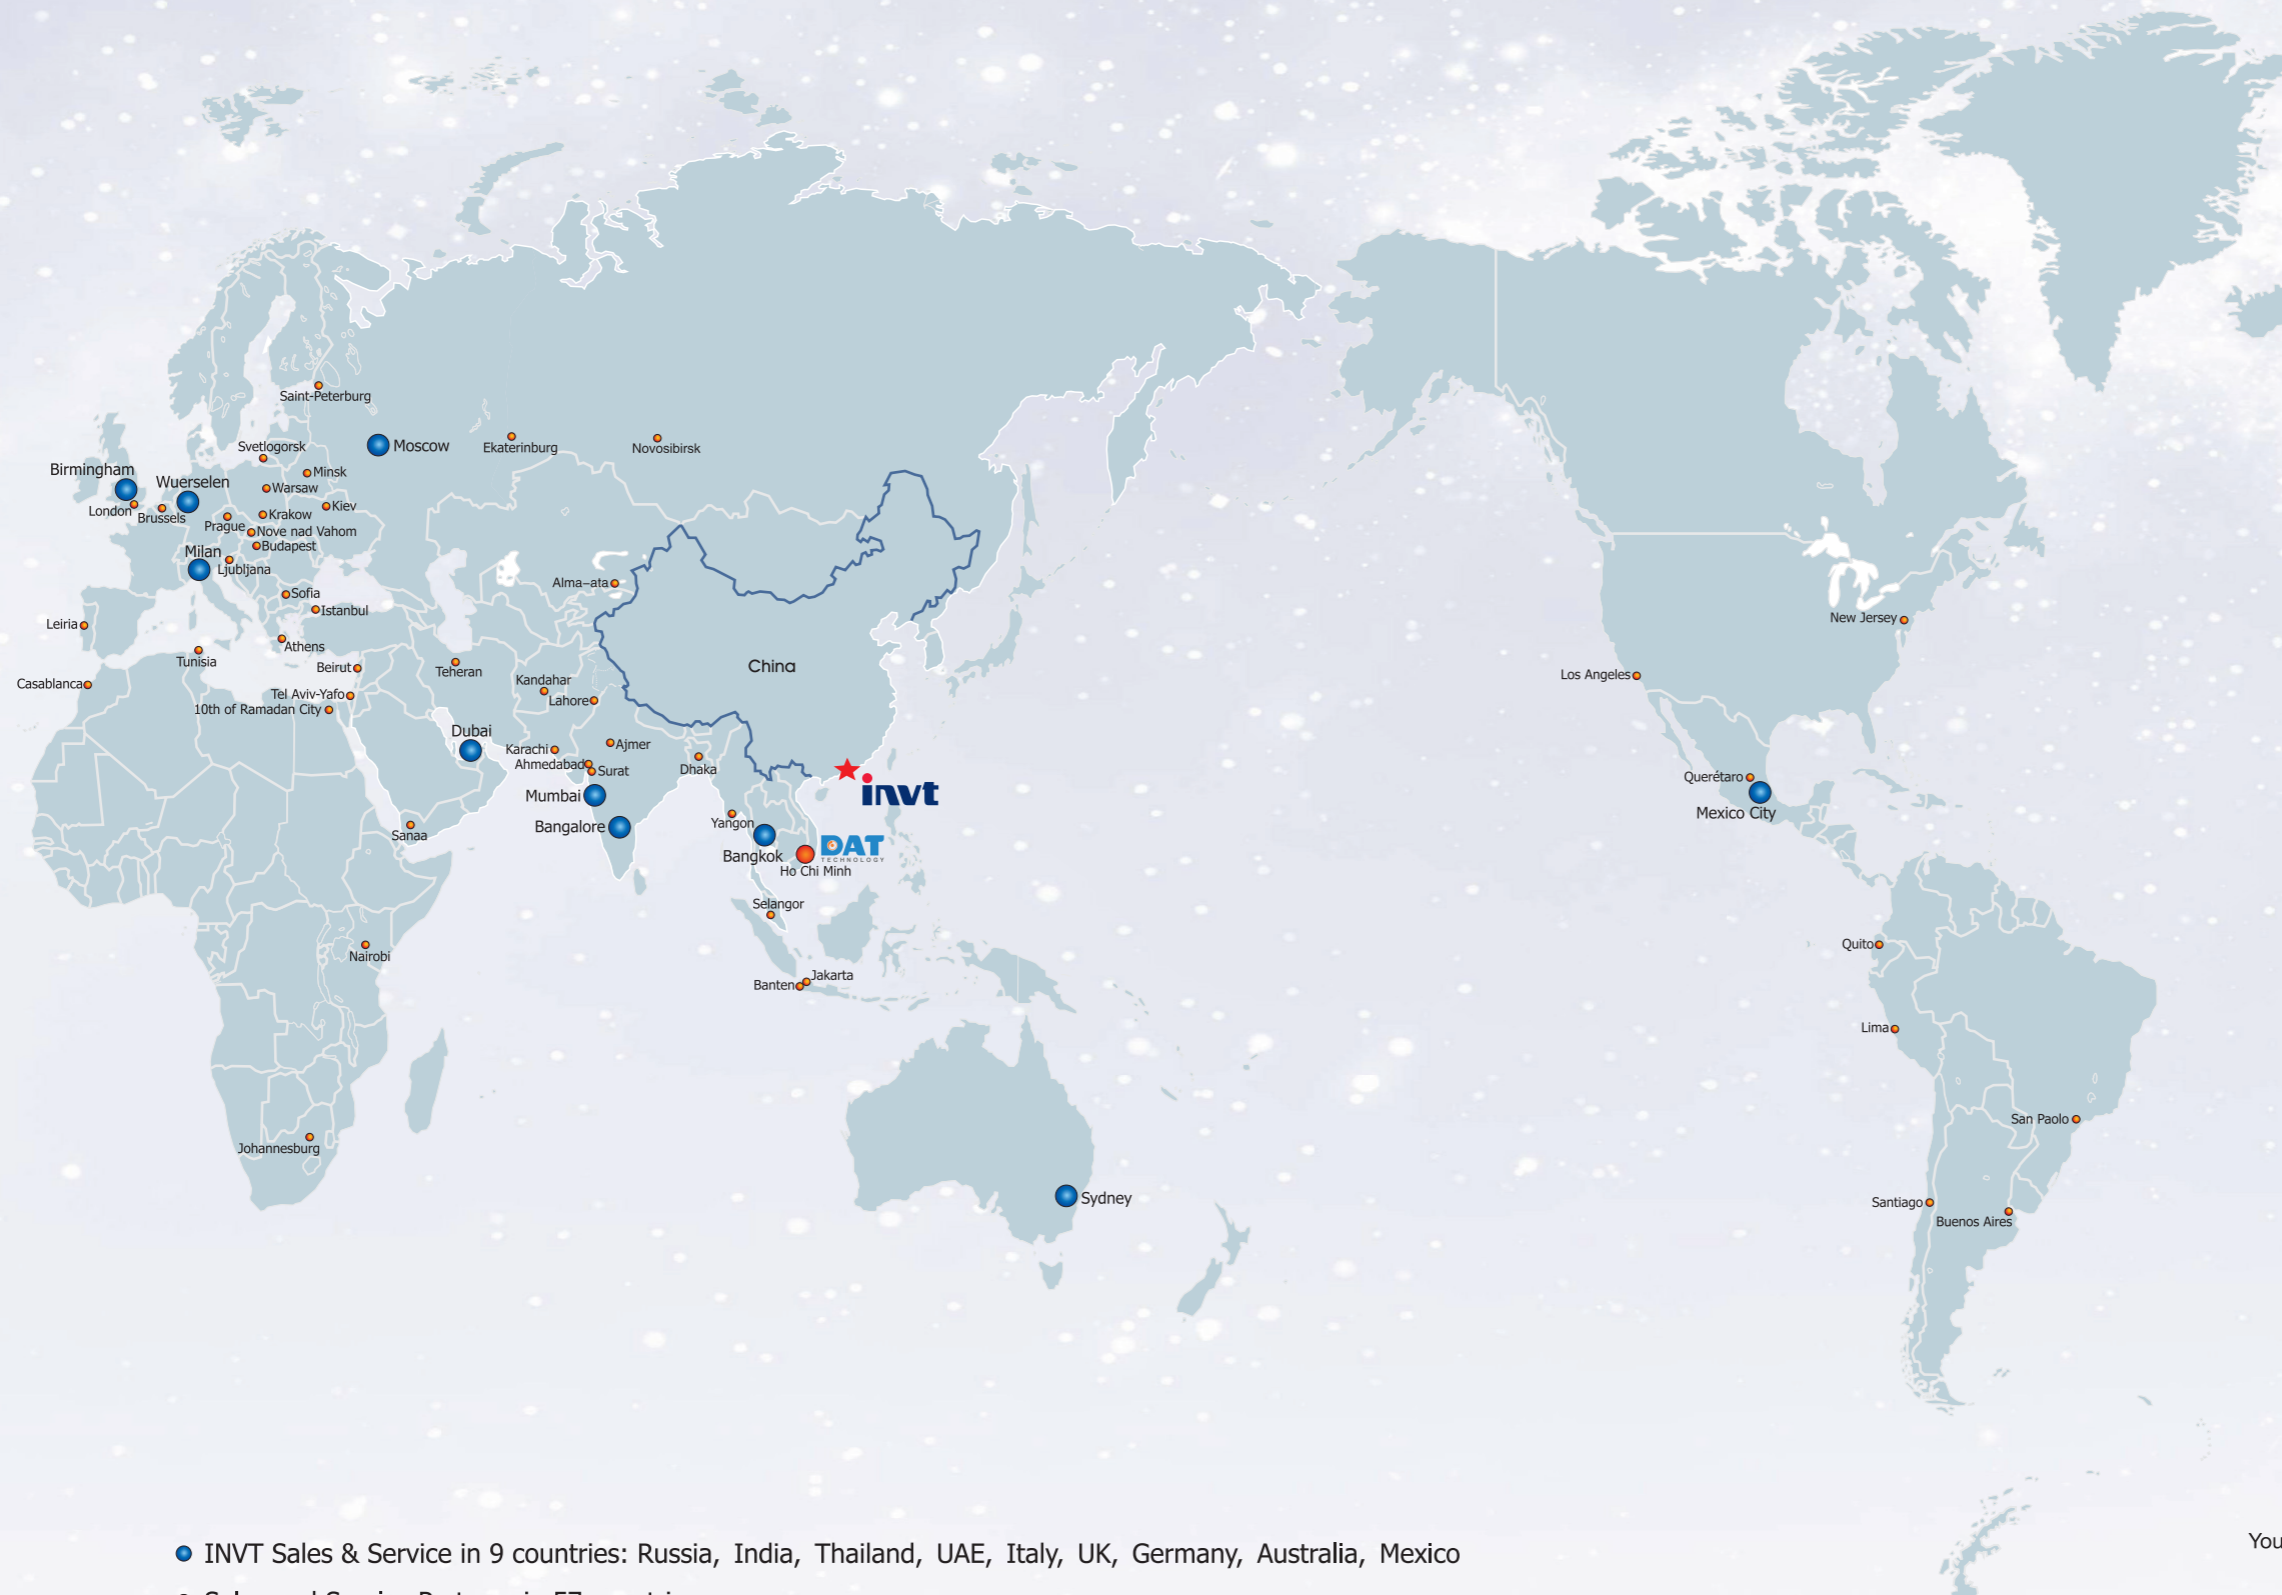 Saint-Peterburg
Moscow
Ekaterinburg
Novosibirsk
Svetlogorsk
Birmingham
Minsk
Wuerselen
Warsaw
London
Brussels
Kiev
Krakow
Prague
Nove nad Vahom
Budapest
Milan
Ljubljana
Alma-ata
Sofia
Istanbul
Leiria
Athens
Tunisia
Beirut
Teheran
China
Casablanca
Kandahar
Tel Aviv-Yafo
Lahore
10th of Ramadan City
Dubai
Karachi
Ajmer
Ahmedabad
Surat
Dhaka
invt
Mumbai
Bangalore
Yangon
Sanaa
Bangkok
DAT
TECHNOLOGY
Ho Chi Minh
Selangor
Nairobi
Jakarta
Banten
Johannesburg
Sydney
New Jersey
Los Angeles
Querétaro
Mexico City
Quito
Lima
San Paolo
Santiago
Buenos Aires
You
INVT Sales & Service in 9 countries: Russia, India, Thailand, UAE, Italy, UK, Germany, Australia, Mexico